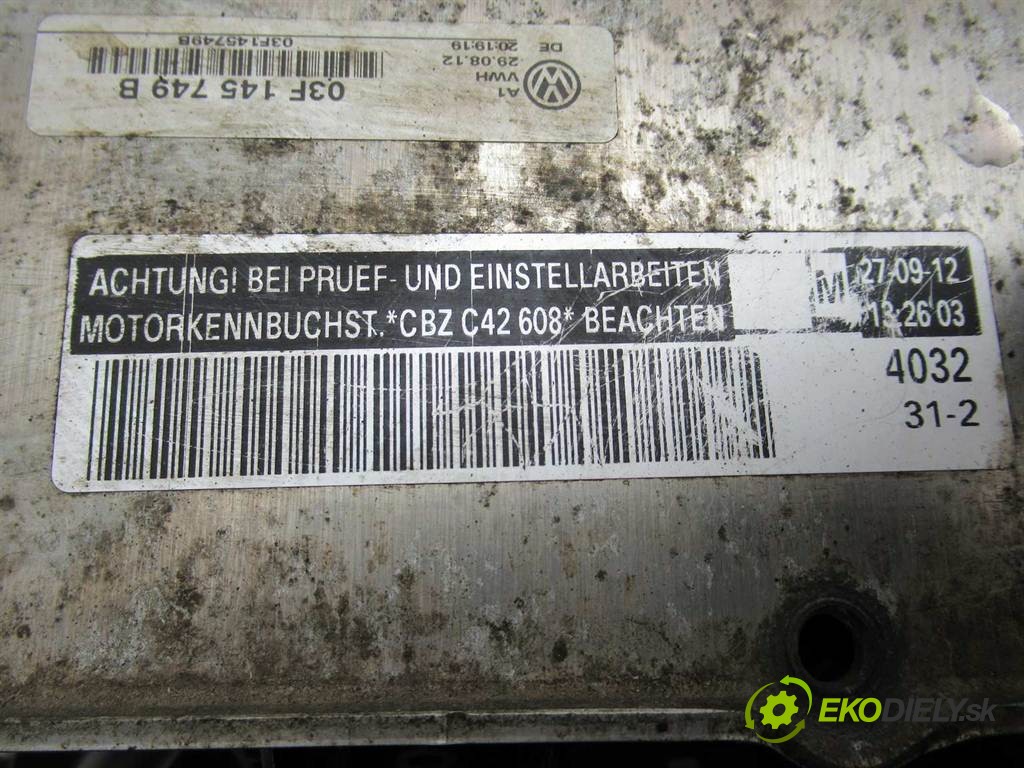 03F 145 749 B
03F145749B
A1
VWH
29.08.12
20:19:19
DE
ACHTUNG! BEI PRUEF- UND EINSTELLARBEITEN
MOTORKENNBUCHST.*CBZ C42 608* BEACHTEN
M
27-09-12
13:26 03
4032
31-2
EKODIELY.sk